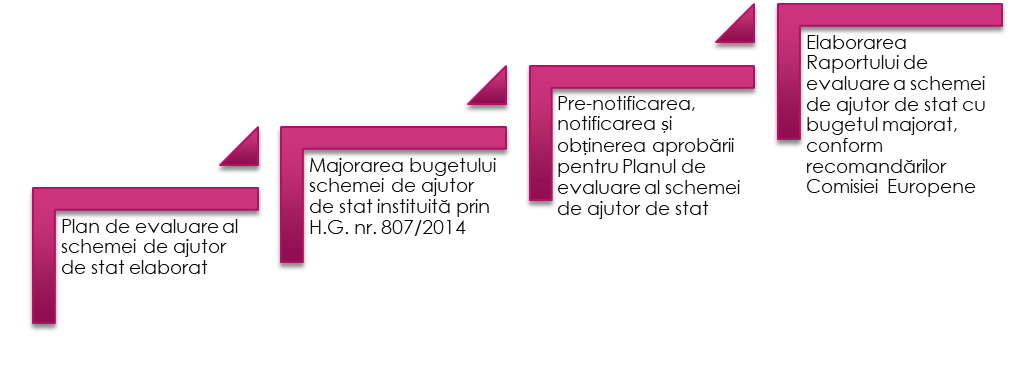 Plan de evaluare al
schemei de ajutor
de stat elaborat
Majorarea bugetului
schemei de ajutor
de stat instituită prin
H.G. nr. 807/2014
Pre-notificarea,
notificarea și
obținerea aprobării
pentru Planul de
evaluare al schemei
de ajutor de stat
Elaborarea
Raportului de
evaluare a schemei
de ajutor de stat cu
bugetul majorat,
conform
recomandărilor
Comisiei Europene